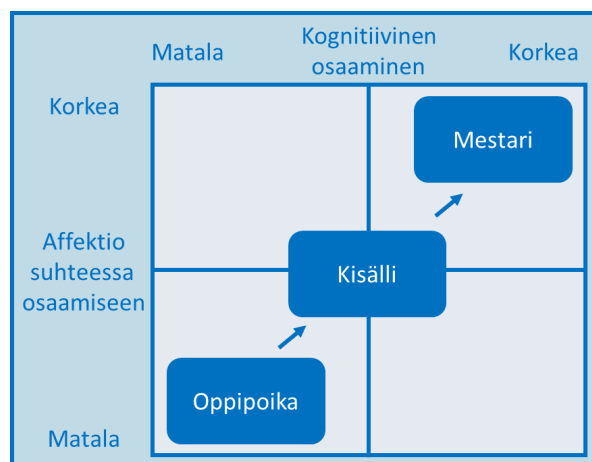 Matala
Kognitiivinen
osaaminen
Korkea
Korkea
Mestari
Affektio
suhteessa
osaamiseen
Kisälli
Oppipoika
Matala